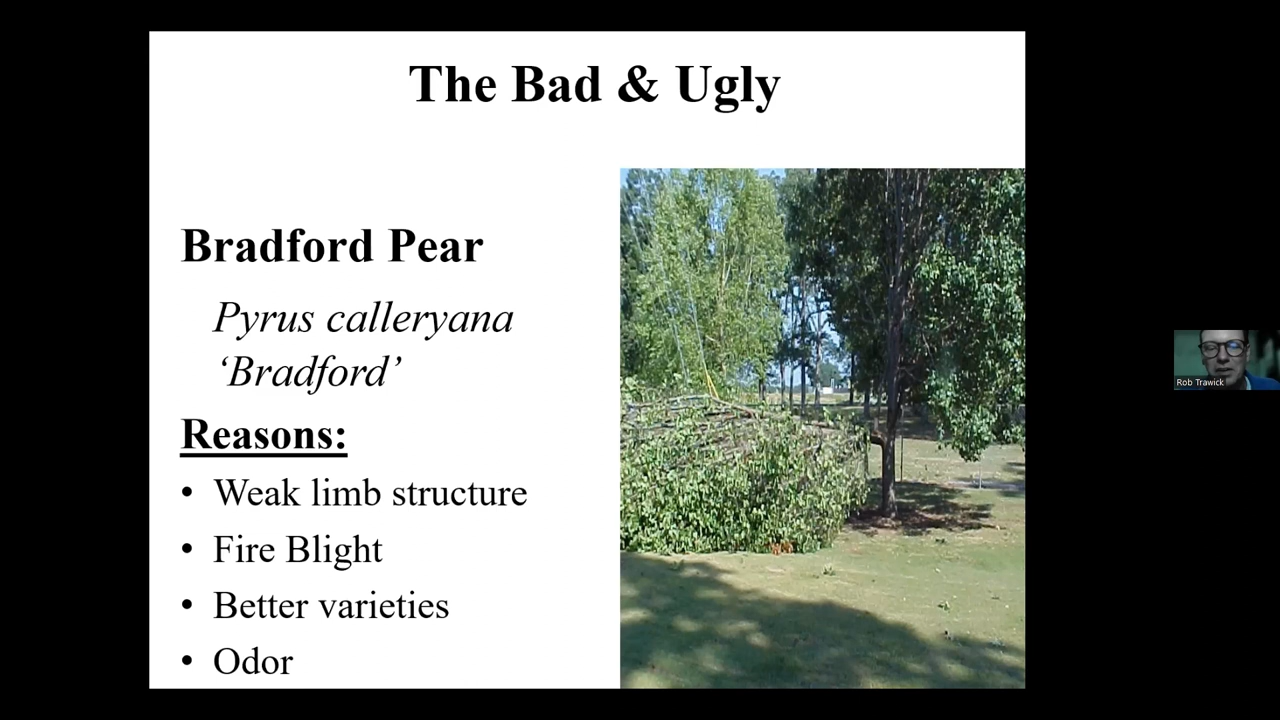 The Bad & Ugly
Bradford Pear
Pyrus calleryana
‘Bradford’
Reasons:
• Weak limb structure
• Fire Blight
• Better varieties
• Odor
Rob Trawick